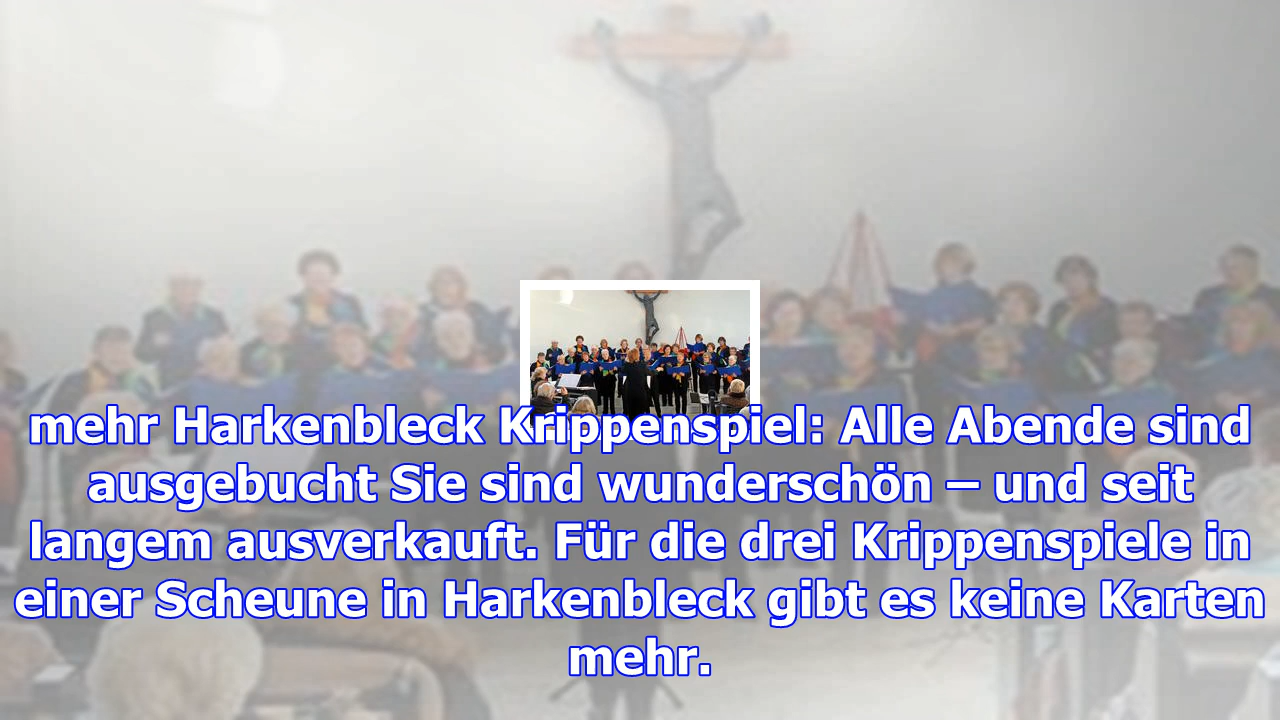 mehr Harkenbleck Krippenspiel: Alle Abende sind
ausgebucht Sie sind wunderschön – und seit
langem ausverkauft. Für die drei Krippenspiele in
einer Scheune in Harkenbleck gibt es keine Karten
mehr.